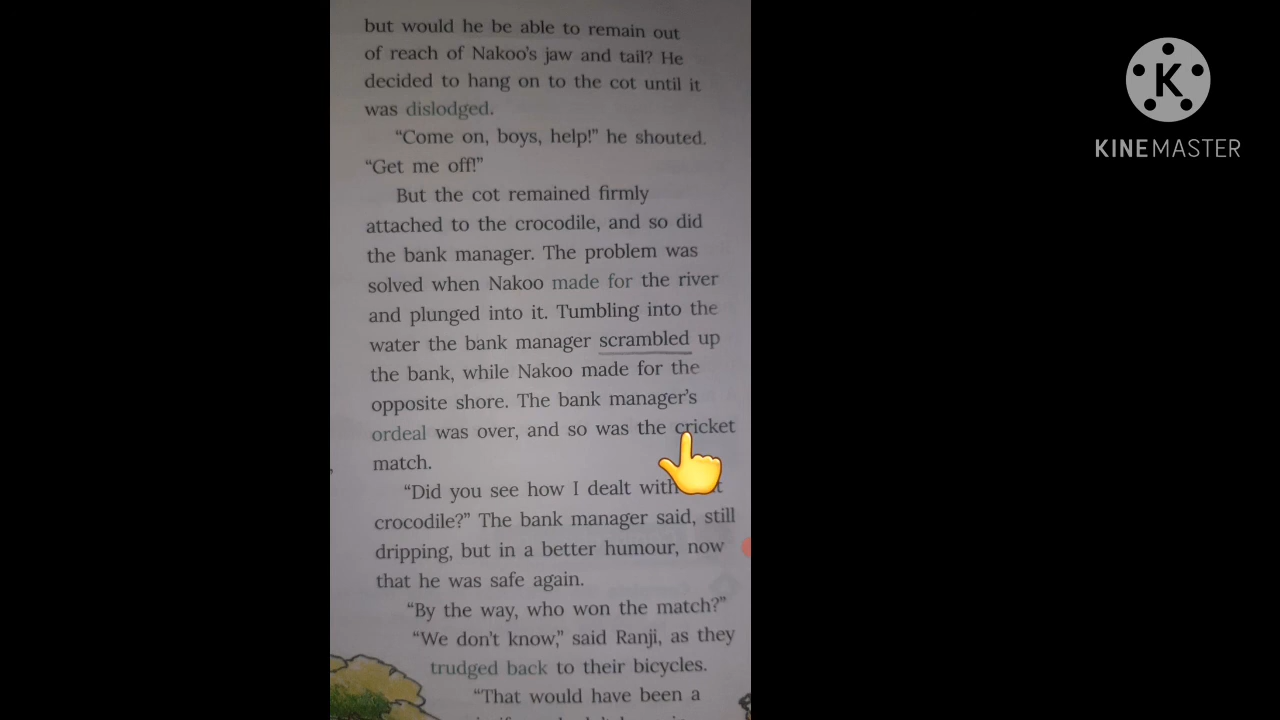 but would he be able to remain out
of reach of Nakoo's jaw and tail? He
decided to hang on to the cot until it
was dislodged.
“Come on, boys, help!” he shouted.
“Get me off!”
But the cot remained firmly
attached to the crocodile, and so did
the bank manager. The problem was
solved when Nakoo made for the river
and plunged into it. Tumbling into the
water the bank manager scrambled up
the bank, while Nakoo made for the
opposite shore. The bank manager's
ordeal was over, and so was the cricket
match.
“Did you see how I dealt with
crocodile?” The bank manager said, still
dripping, but in a better humour, now
that he was safe again.
“By the way, who won the match?”
“We don't know,” said Ranji, as they
trudged back to their bicycles.
“That would have been a
KINEMASTER